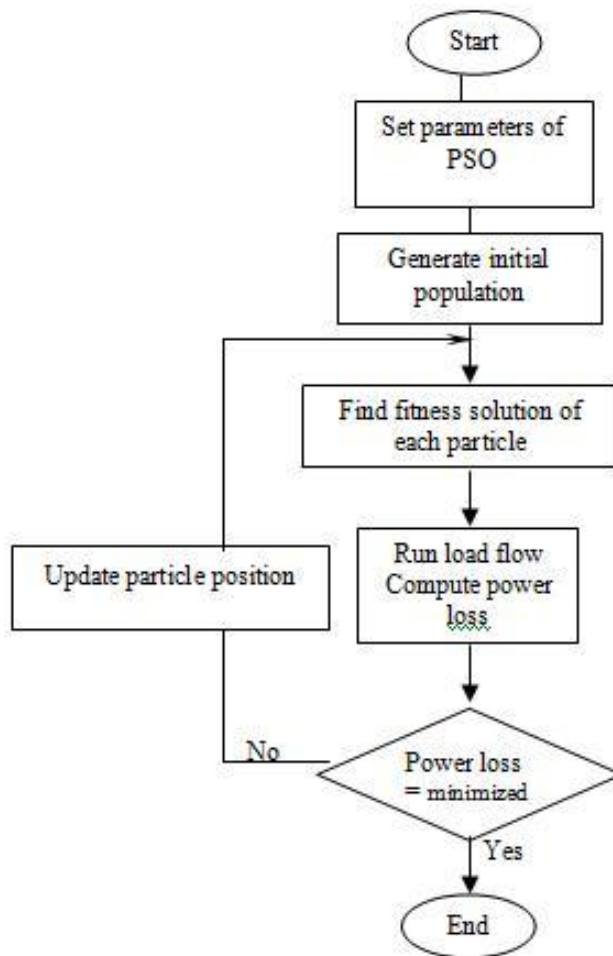 Start
Set parameters of
PSO
Generate initial
population
Find fitness solution of
each particle
Run load flow
Compute power
loss
Update particle position
No
Power loss
= minimized
Yes
End